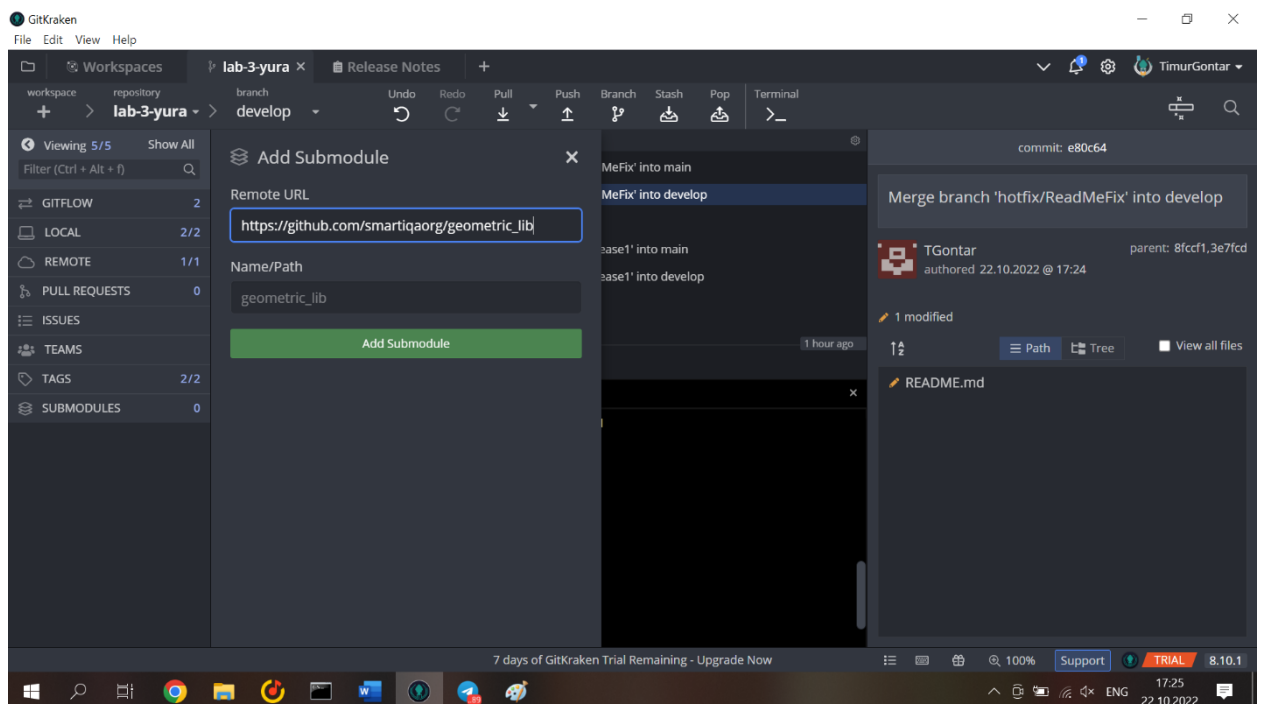 GitKraken
File Edit View Help
Workspaces
lab-3-yura
Release Notes
TimurGontar
workspace
repository
lab-3-yura
branch
develop
Undo
Redo
Pull
Push
Branch
Stash
Pop
Terminal
Viewing 5/5 Show All
Filter (Ctrl + Alt + f)
GITFLOW 2
LOCAL 2/2
REMOTE 1/1
PULL REQUESTS 0
ISSUES
TEAMS
TAGS 2/2
SUBMODULES 0
Add Submodule
Remote URL
https://github.com/smartiqaorg/geometric_lib
Name/Path
geometric_lib
Add Submodule
MeFix' into main
MeFix' into develop
ease1' into main
ease1' into develop
1 hour ago
commit: e80c64
Merge branch 'hotfix/ReadMeFix' into develop
TGontar
authored 22.10.2022 @ 17:24
parent: 8fccf1,3e7fcd
1 modified
Path
Tree
View all files
README.md
7 days of GitKraken Trial Remaining - Upgrade Now
100%
Support
TRIAL
8.10.1
89
ENG
17:25
22.10.2022